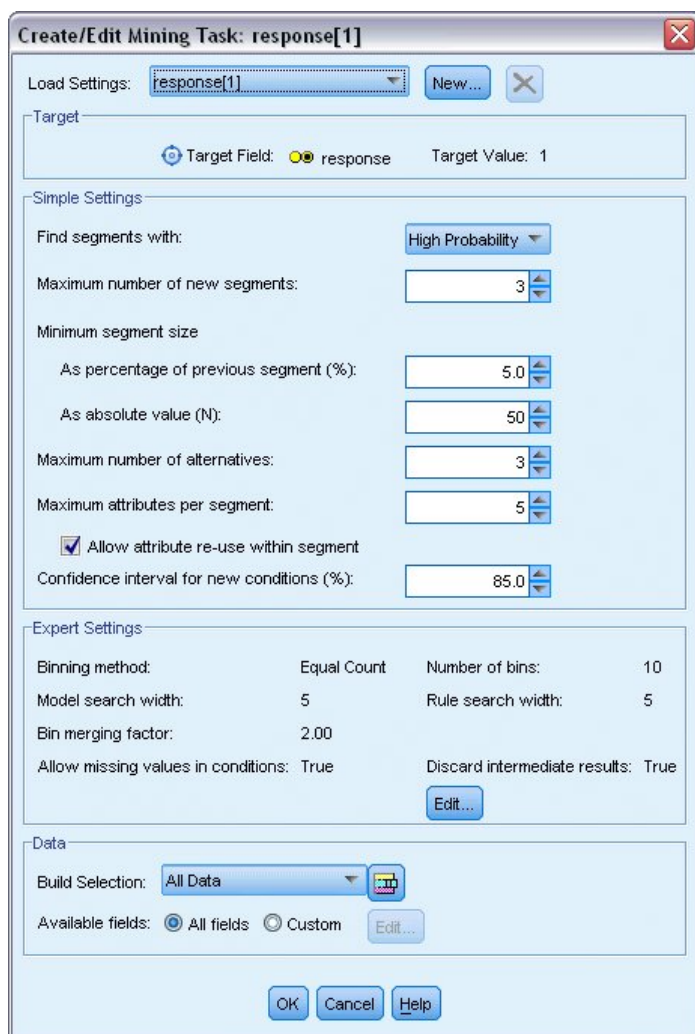 Create/Edit Mining Task: response[1]
Load Settings: response[1] New...
Target
Target Field: response Target Value: 1
Simple Settings
Find segments with: High Probability
Maximum number of new segments: 3
Minimum segment size
As percentage of previous segment (%): 5.0
As absolute value (N): 50
Maximum number of alternatives: 3
Maximum attributes per segment: 5
Allow attribute re-use within segment
Confidence interval for new conditions (%): 85.0
Expert Settings
Binning method: Equal Count Number of bins: 10
Model search width: 5 Rule search width: 5
Bin merging factor: 2.00
Allow missing values in conditions: True Discard intermediate results: True
Edit...
Data
Build Selection: All Data
Available fields: All fields Custom Edit...
OK Cancel Help